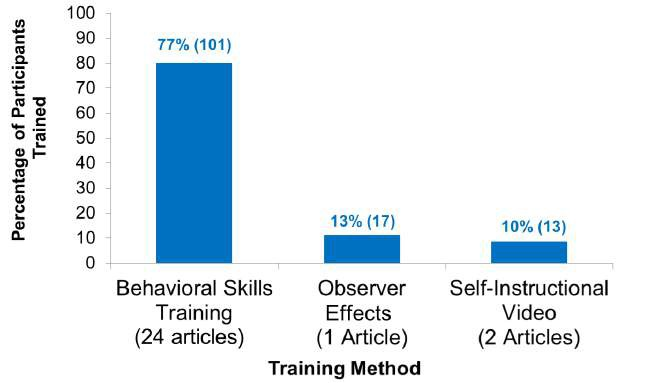 Percentage of Participants
Trained
100
90
80
70
60
50
40
30
20
10
0
77% (101)
13% (17)
10% (13)
Behavioral Skills
Training
(24 articles)
Observer
Effects
(1 Article)
Self-Instructional
Video
(2 Articles)
Training Method